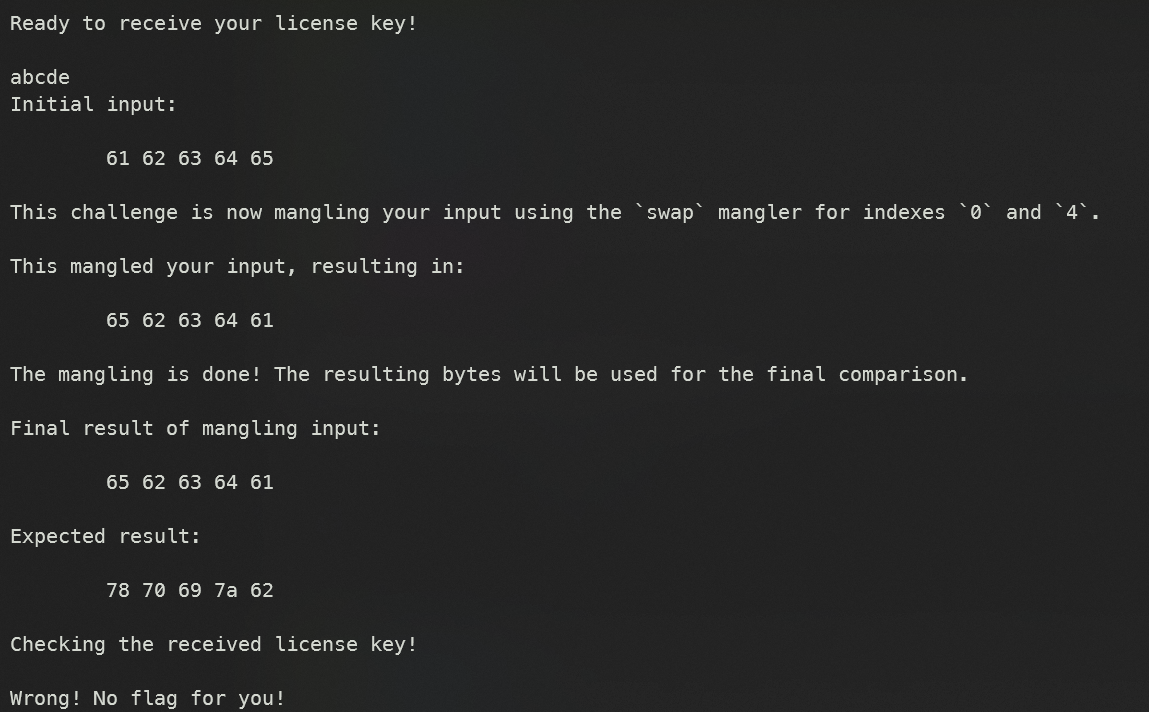 Ready to receive your license key!
abcde
Initial input:
61 62 63 64 65
This challenge is now mangling your input using the `swap` mangler for indexes `0` and `4`.
This mangled your input, resulting in:
65 62 63 64 61
The mangling is done! The resulting bytes will be used for the final comparison.
Final result of mangling input:
65 62 63 64 61
Expected result:
78 70 69 7a 62
Checking the received license key!
Wrong! No flag for you!